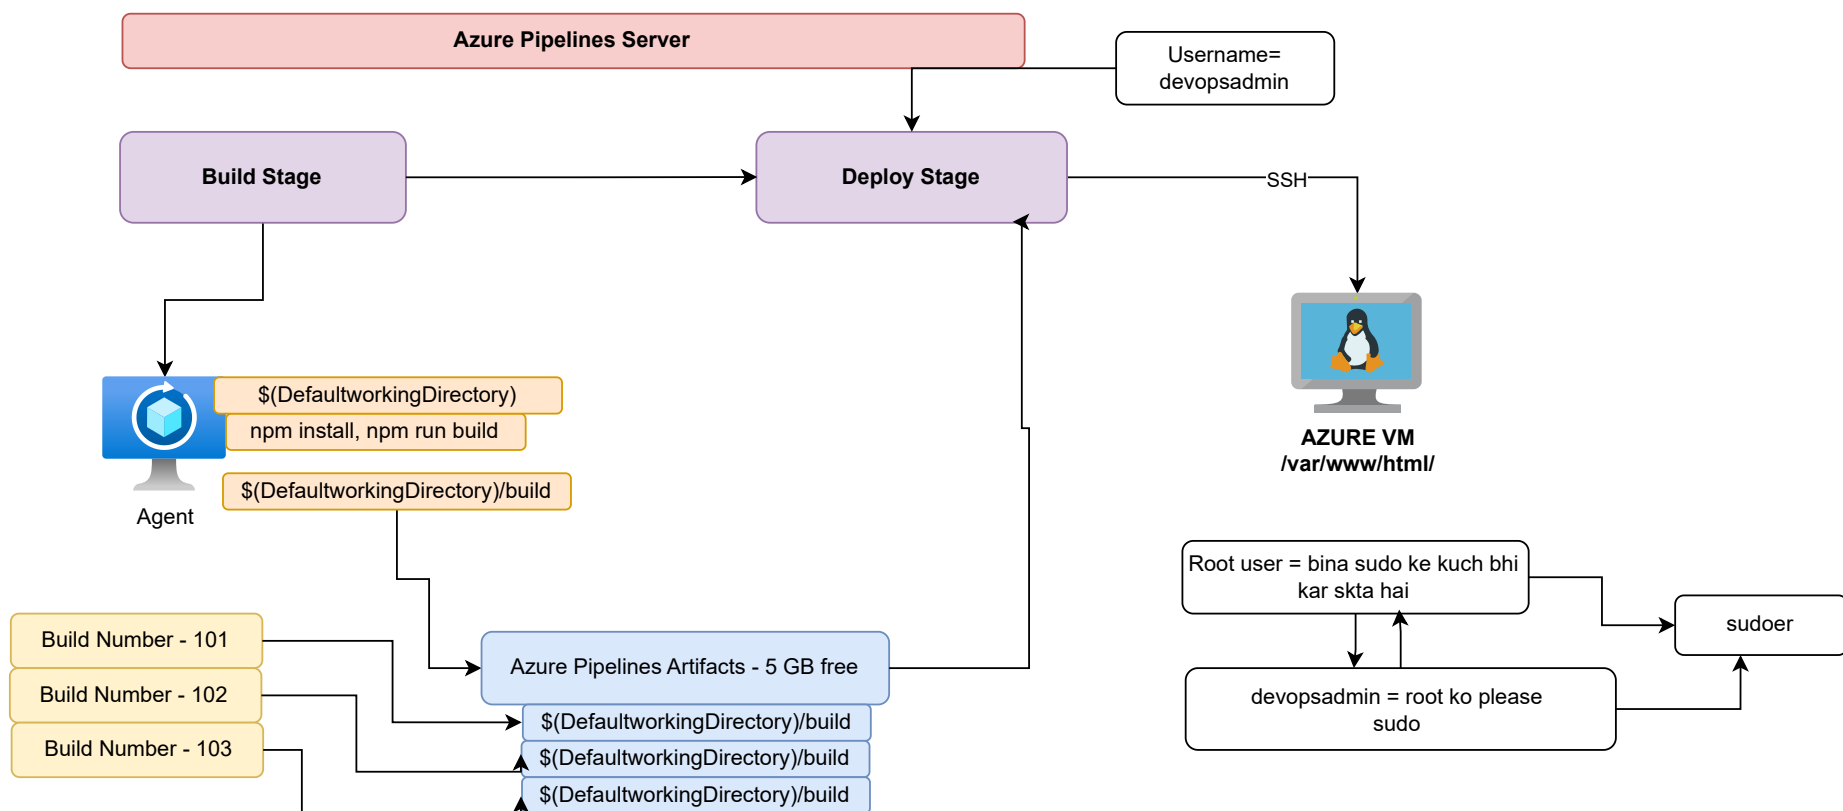 Azure Pipelines Server
Username=
devopsadmin
Build Stage
Deploy Stage
SSH
$(DefaultworkingDirectory)
npm install, npm run build
$(DefaultworkingDirectory)/build
Agent
AZURE VM
/var/www/html/
Root user = bina sudo ke kuch bhi
kar skta hai
sudoer
devopsadmin = root ko please
sudo
Build Number - 101
Build Number - 102
Build Number - 103
Azure Pipelines Artifacts - 5 GB free
$(DefaultworkingDirectory)/build
$(DefaultworkingDirectory)/build
$(DefaultworkingDirectory)/build